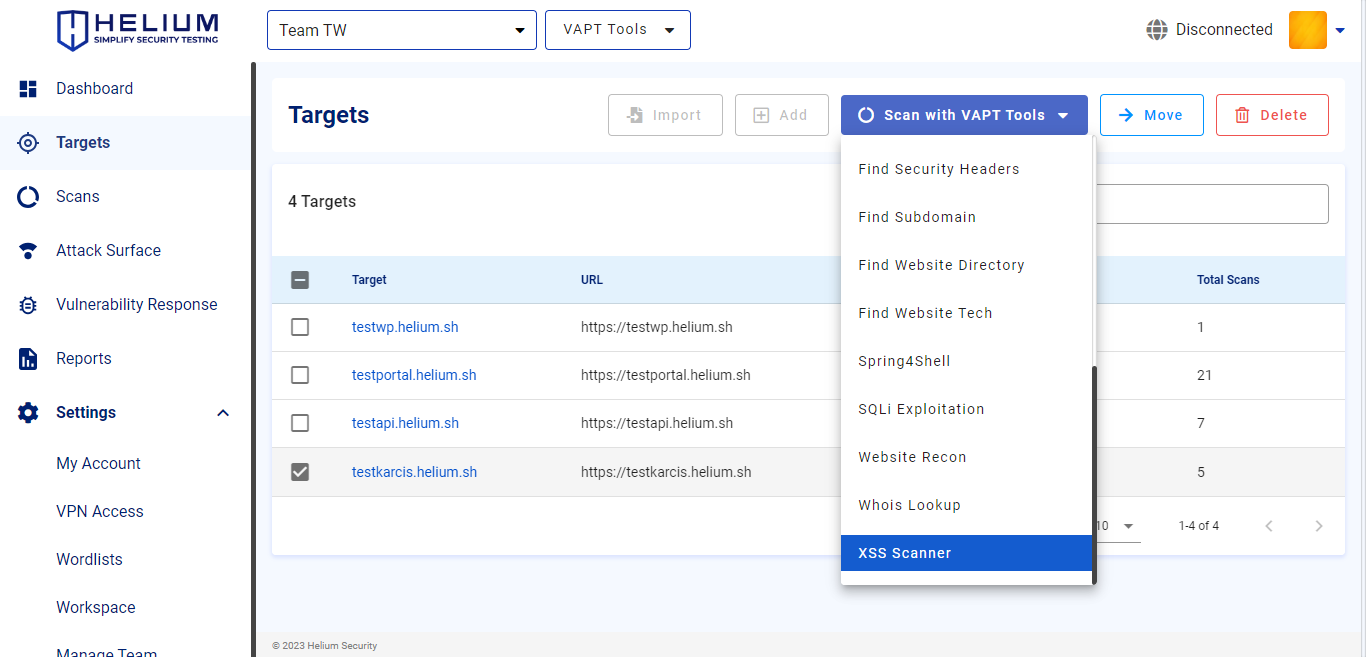 HELIUM
SIMPLIFY SECURITY TESTING
Team TW
VAPT Tools
Disconnected
Dashboard
Targets
Scans
Attack Surface
Vulnerability Response
Reports
Settings
My Account
VPN Access
Wordlists
Workspace
Manage Team
Targets
Import
Add
Scan with VAPT Tools
Move
Delete
Find Security Headers
Find Subdomain
Find Website Directory
Find Website Tech
Spring4Shell
SQLi Exploitation
Website Recon
Whois Lookup
XSS Scanner
4 Targets
Target URL Total Scans
testwp.helium.sh https://testwp.helium.sh 1
testportal.helium.sh https://testportal.helium.sh 21
testapi.helium.sh https://testapi.helium.sh 7
testkarcis.helium.sh https://testkarcis.helium.sh 5
10 1-4 of 4
© 2023 Helium Security